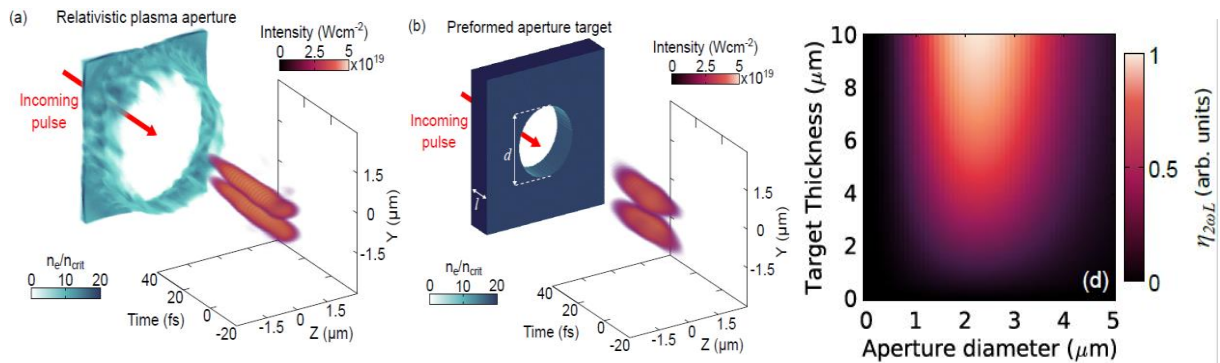 (a) Relativistic plasma aperture
Intensity (Wcm-2)
0 2.5 5
x10^19
Incoming
pulse
1.5
0
-1.5
Y (μm)
n_e/n_crit
0 10 20
40
20
0
-20
Time (fs)
-1.5
0
1.5
Z (μm)
(b) Preformed aperture target
Intensity (Wcm-2)
0 2.5 5
x10^19
Incoming
pulse
d
l
1.5
0
-1.5
Y (μm)
n_e/n_crit
0 10 20
40
20
0
-20
Time (fs)
-1.5
0
1.5
Z (μm)
Target Thickness (μm)
10
8
6
4
2
0
(d)
0 1 2 3 4 5
Aperture diameter (μm)
1
0.5
0
η_2ωL (arb. units)